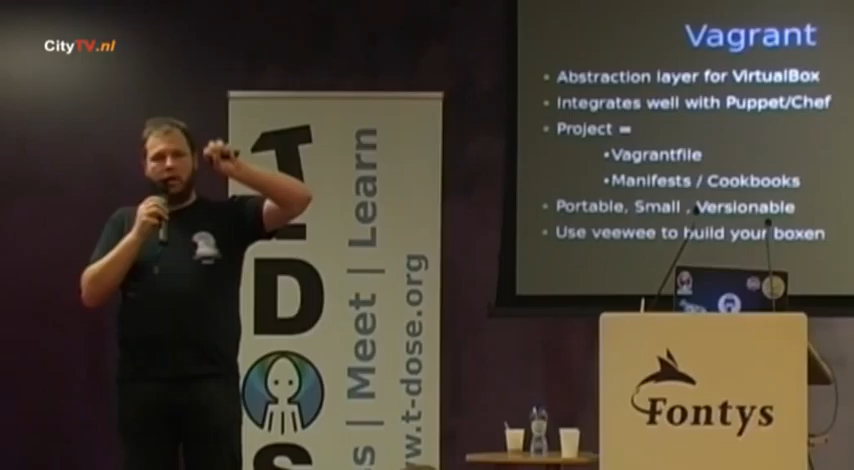 CityTV.nl
Vagrant
Abstraction layer for VirtualBox
Integrates well with Puppet/Chef
Project =
Vagrantfile
Manifests / Cookbooks
Portable, Small , Versionable
Use veewee to build your boxen
T
D
S
| Meet | Learn
w.t-dose.org
Fontys